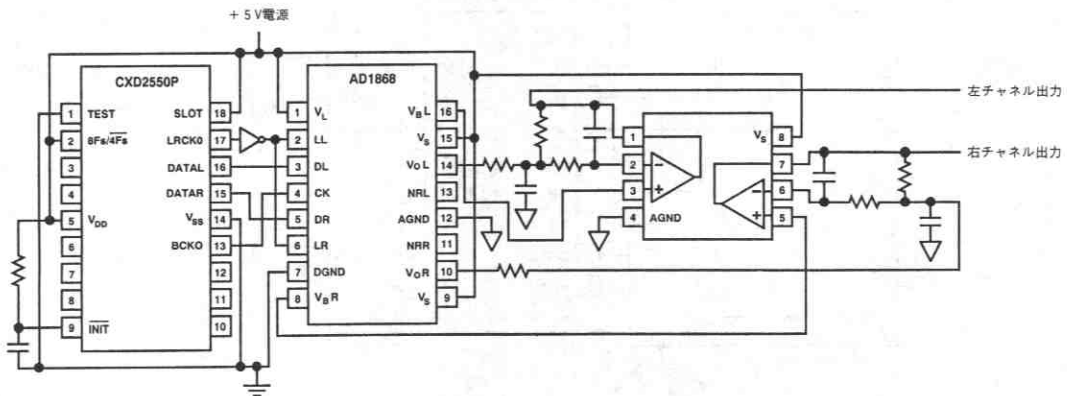 +5V電源
CXD2550P
1 TEST
2 8Fs/4Fs
3
4
5 VDD
6
7
8
9 INIT
SLOT 18
LRCK0 17
DATAL 16
DATAR 15
VSS 14
BCKO 13
12
11
10
AD1868
1 VL
2 LL
3 DL
4 CK
5 DR
6 LR
7 DGND
8 VBR
VBL 16
VS 15
VOL 14
NRL 13
AGND 12
NRR 11
VOR 10
VS 9
1
2
3
4 AGND
VS 8
7
6
5
左チャネル出力
右チャネル出力